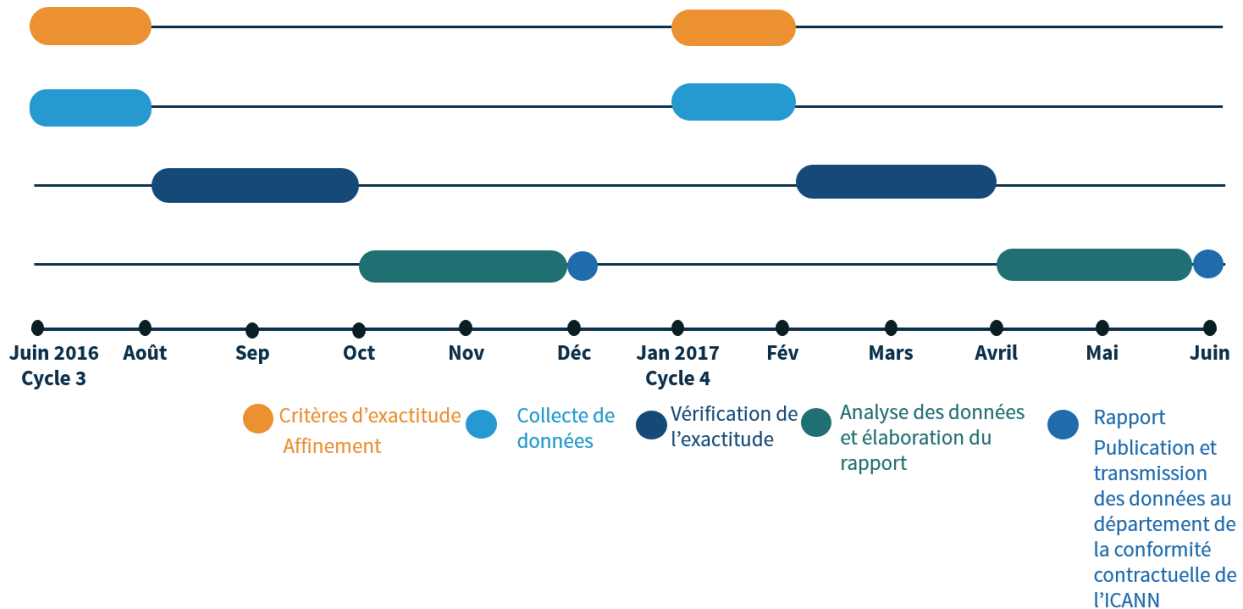 Juin 2016
Cycle 3
Août
Sep
Oct
Nov
Déc
Jan 2017
Cycle 4
Fév
Mars
Avril
Mai
Juin
Critères d’exactitude
Affinement
Collecte de
données
Vérification de
l’exactitude
Analyse des données
et élaboration du
rapport
Rapport
Publication et
transmission
des données au
département de
la conformité
contractuelle de
l’ICANN